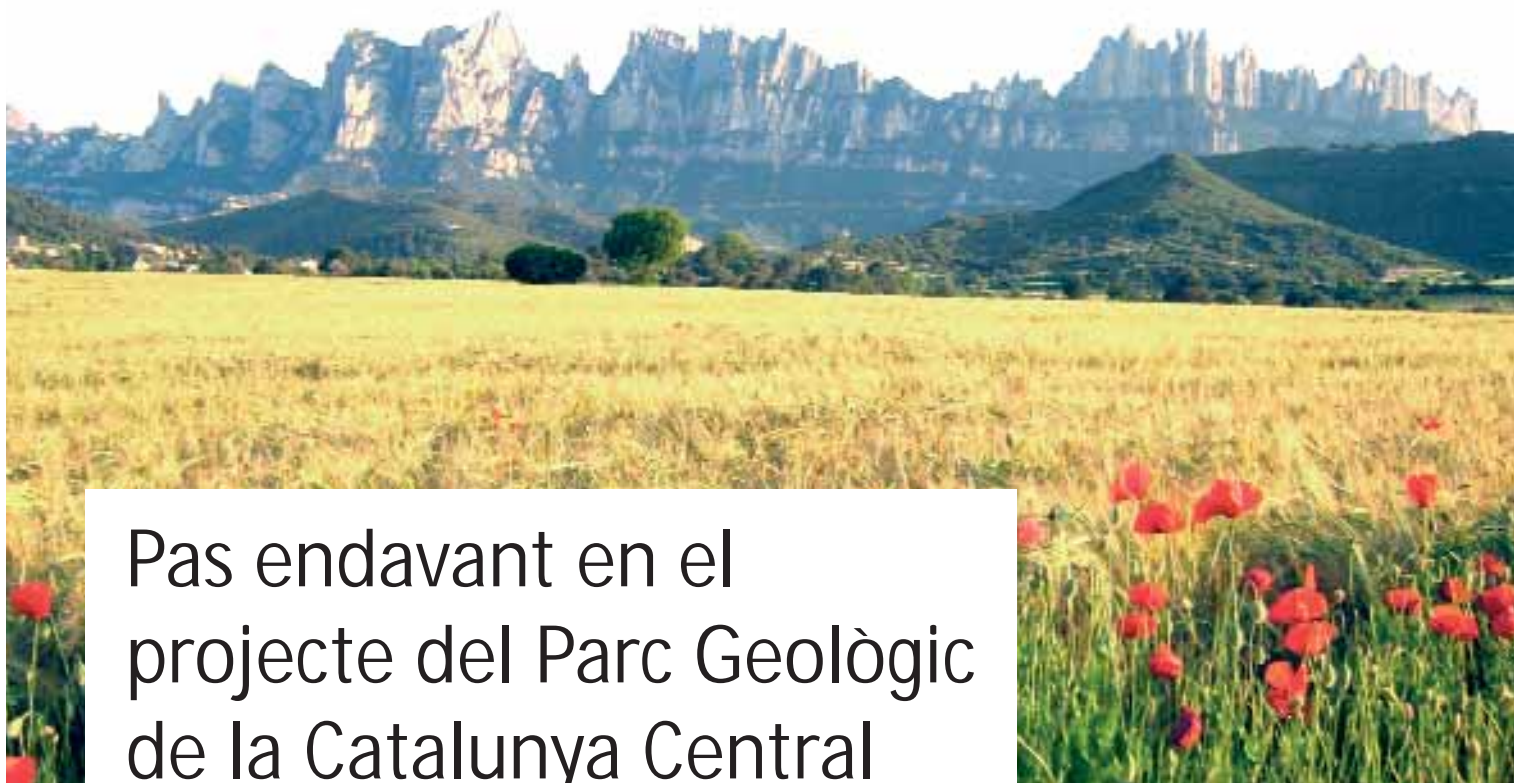 Pas endavant en el
projecte del Parc Geològic
de la Catalunya Central